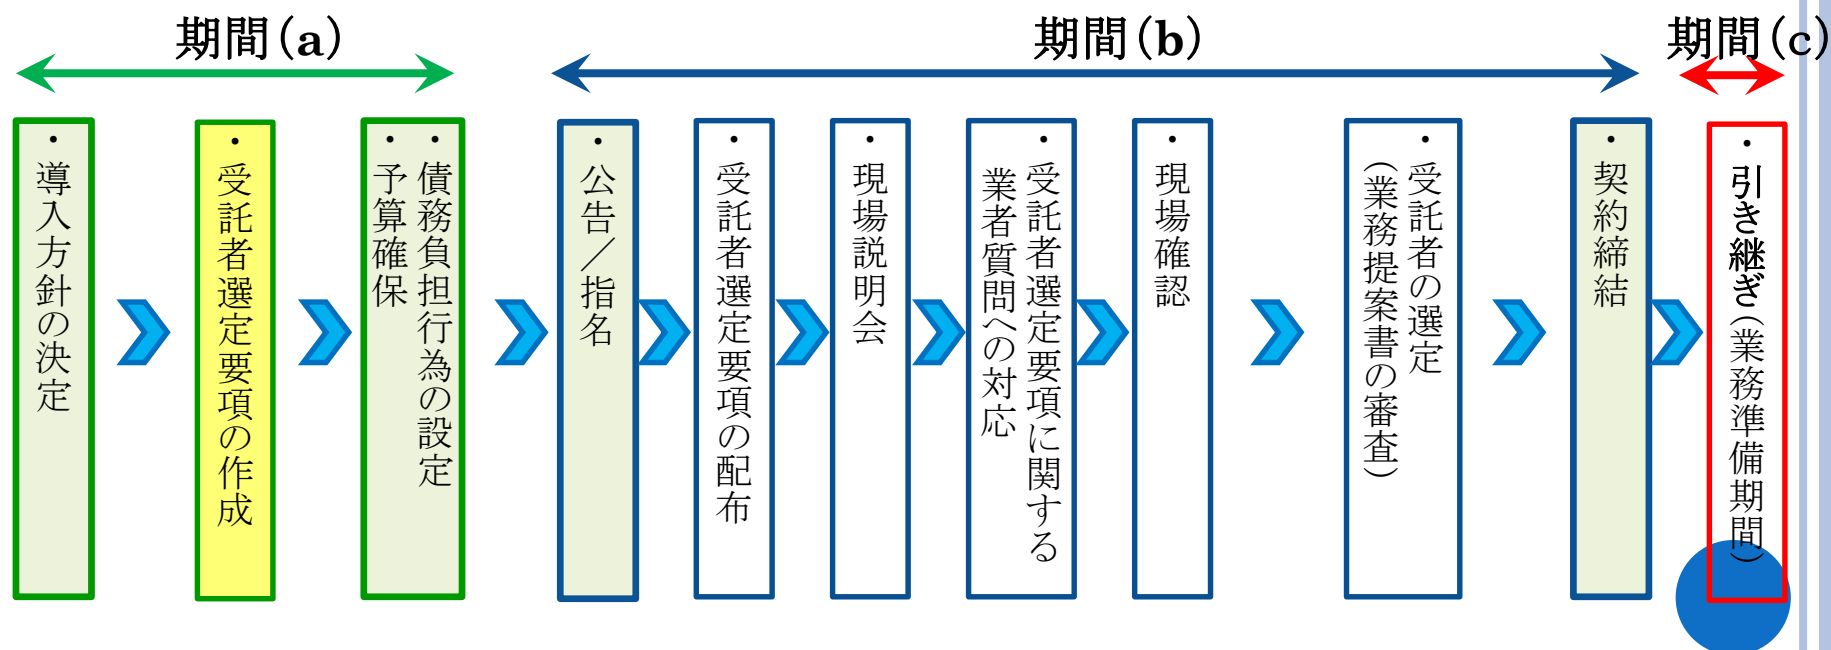 期間(a)
期間(b)
期間(c)
・導入方針の決定
・受託者選定要項の作成
・債務負担行為の設定
・予算確保
・公告／指名
・受託者選定要項の配布
・現場説明会
・受託者選定要項に関する
業者質問への対応
・現場確認
・受託者の選定
(業務提案書の審査)
・契約締結
・引き継ぎ(業務準備期間)